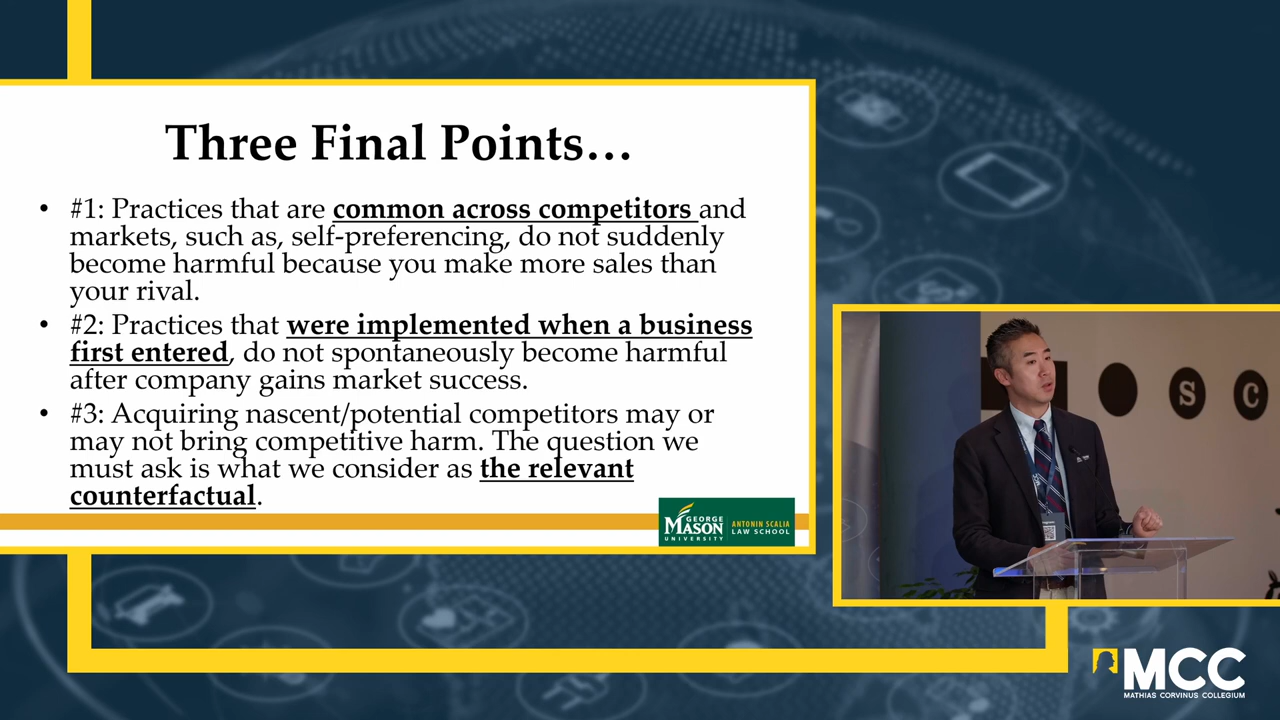 Three Final Points…
• #1: Practices that are common across competitors and
markets, such as, self-preferencing, do not suddenly
become harmful because you make more sales than
your rival.
• #2: Practices that were implemented when a business
first entered, do not spontaneously become harmful
after company gains market success.
• #3: Acquiring nascent/potential competitors may or
may not bring competitive harm. The question we
must ask is what we consider as the relevant
counterfactual.
GEORGE
MASON
UNIVERSITY
ANTONIN SCALIA
LAW SCHOOL
S C
MCC
MATHIAS CORVINUS COLLEGIUM